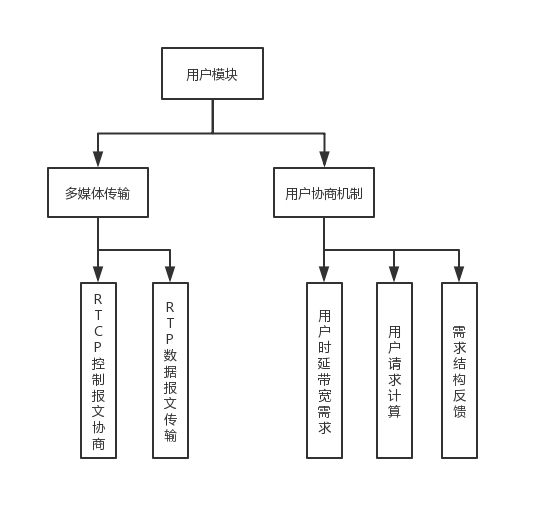 用户模块
多媒体传输
用户协商机制
RTCP控制报文协商
RTP数据报文传输
用户时延带宽需求
用户请求计算
需求结构反馈